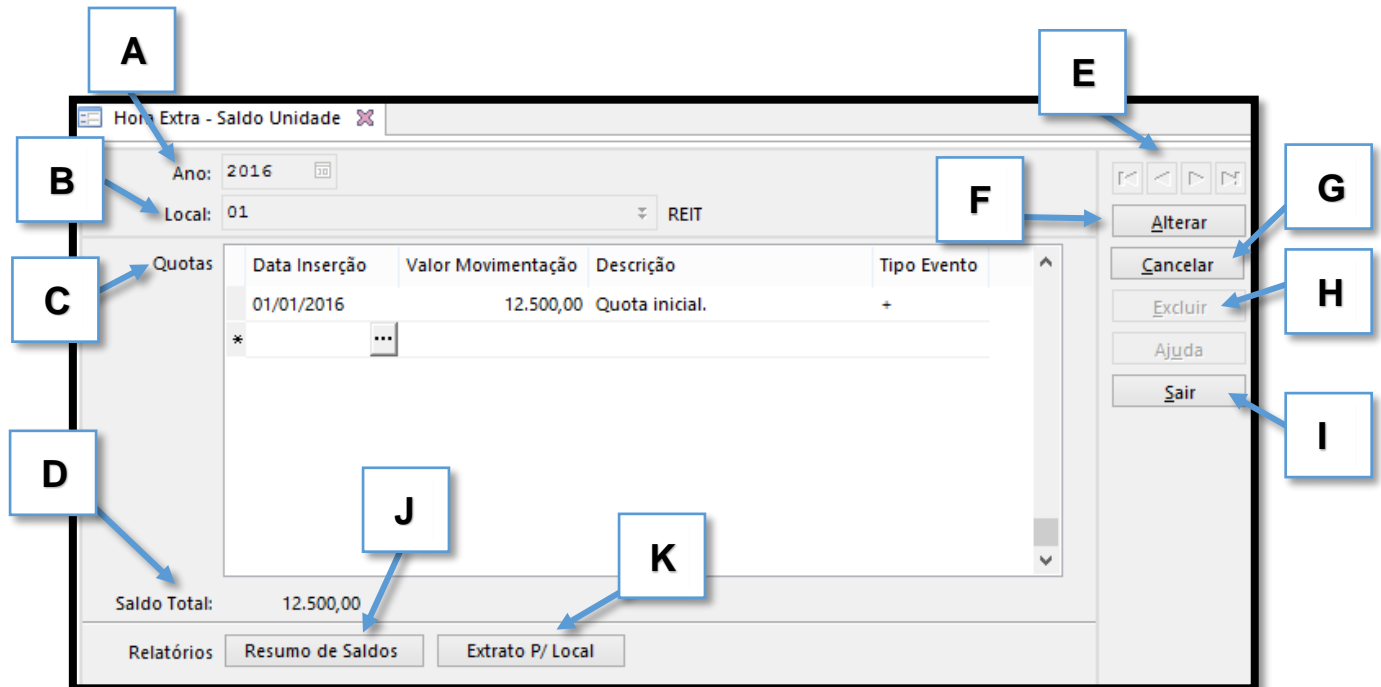 A
E
Hora Extra - Saldo Unidade
B
Ano: 2016
F
G
Local: 01 REIT
Alterar
Quotas
Data Inserção Valor Movimentação Descrição Tipo Evento
Cancelar
C
H
01/01/2016 12.500,00 Quota inicial. +
Excluir
* ...
Ajuda
Sair
I
D
J
K
Saldo Total: 12.500,00
Relatórios Resumo de Saldos Extrato P/ Local